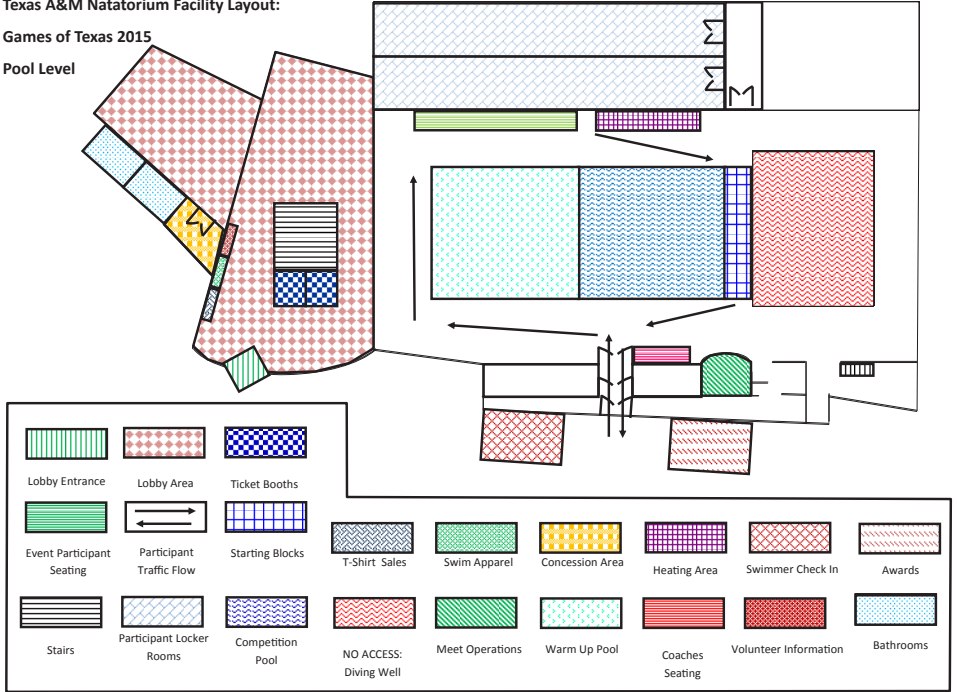 Texas A&M Natatorium Facility Layout:
Games of Texas 2015
Pool Level
Lobby Entrance
Lobby Area
Ticket Booths
Event Participant
Seating
Participant
Traffic Flow
Starting Blocks
T-Shirt Sales
Swim Apparel
Concession Area
Heating Area
Swimmer Check In
Awards
Stairs
Participant Locker
Rooms
Competition
Pool
NO ACCESS:
Diving Well
Meet Operations
Warm Up Pool
Coaches
Seating
Volunteer Information
Bathrooms